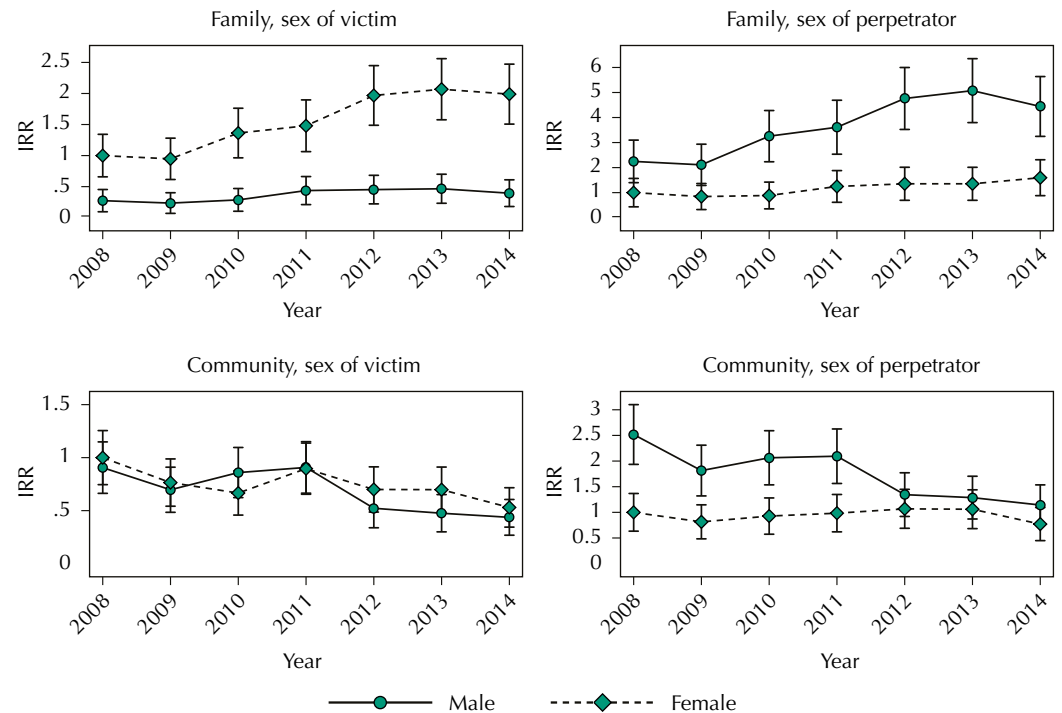 Family, sex of victim
2.5
2
1.5
1
.5
0
IRR
2008 2009 2010 2011 2012 2013 2014
Year
Family, sex of perpetrator
6
5
4
3
2
1
0
IRR
2008 2009 2010 2011 2012 2013 2014
Year
Community, sex of victim
1.5
1
.5
0
IRR
2008 2009 2010 2011 2012 2013 2014
Year
Community, sex of perpetrator
3
2.5
2
1.5
1
0.5
0
IRR
2008 2009 2010 2011 2012 2013 2014
Year
Male Female